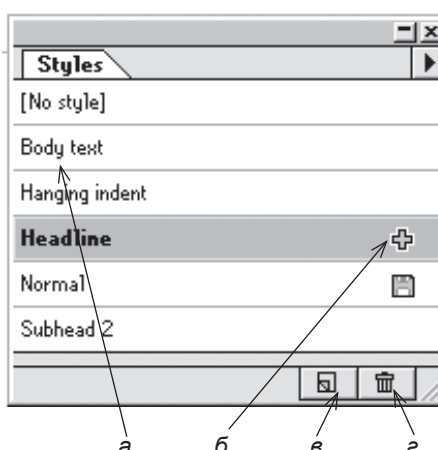 Styles
[No style]
Body text
Hanging indent
Headline
Normal
Subhead 2
а б в г